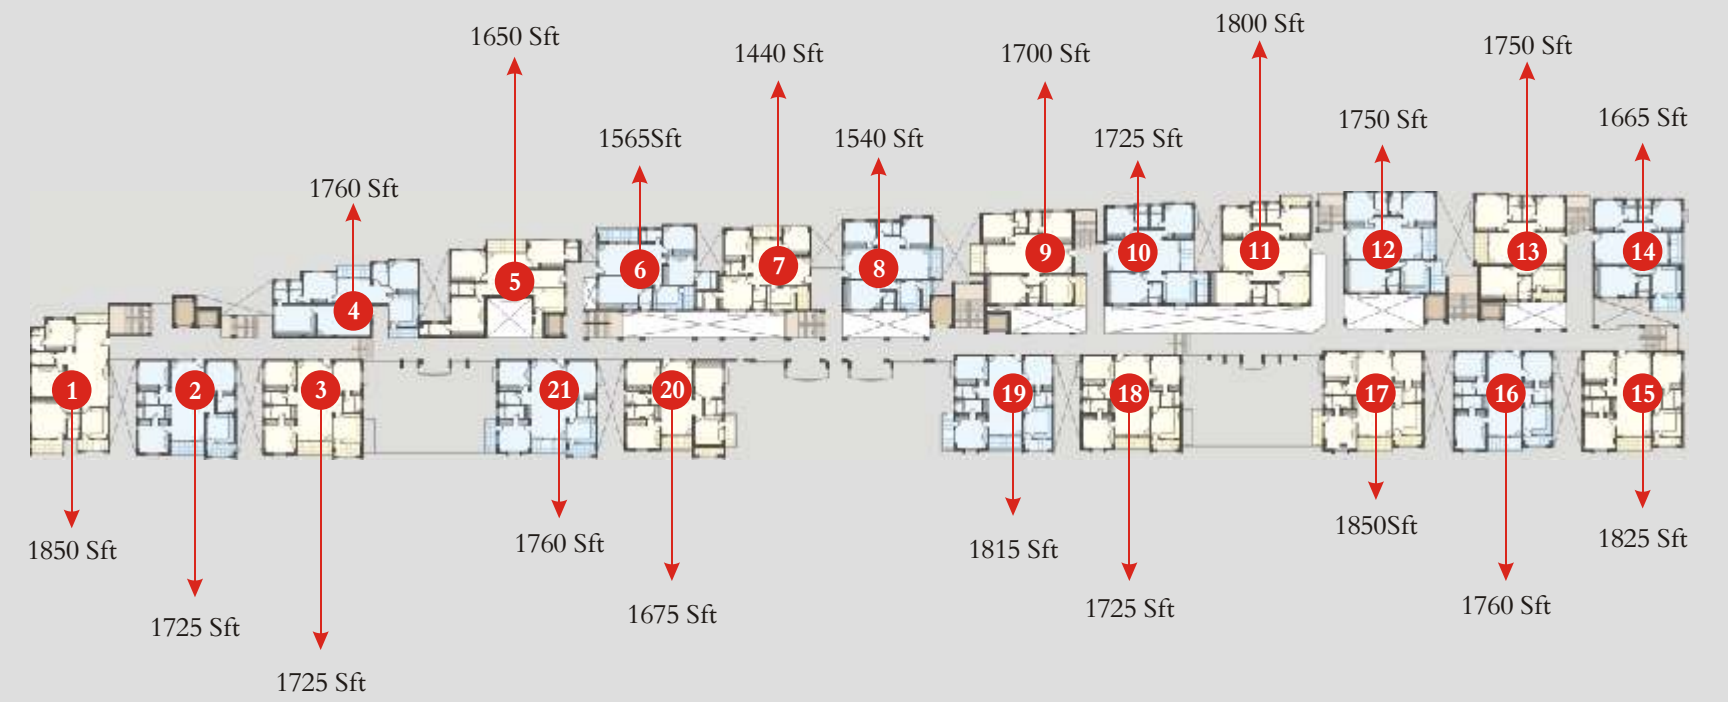 1800 Sft
1650 Sft
1440 Sft
1700 Sft
1750 Sft
1565Sft
1540 Sft
1725 Sft
1750 Sft
1665 Sft
1760 Sft
4
5
6
7
8
9
10
11
12
13
14
1
2
3
21
20
19
18
17
16
15
1850 Sft
1760 Sft
1815 Sft
1850Sft
1825 Sft
1725 Sft
1675 Sft
1725 Sft
1760 Sft
1725 Sft